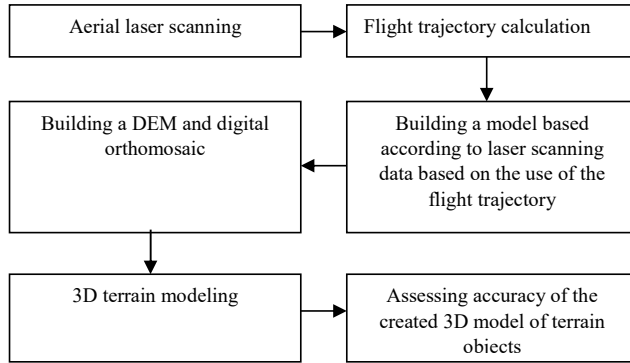 Aerial laser scanning
Flight trajectory calculation
Building a model based
according to laser scanning
data based on the use of the
flight trajectory
Building a DEM and digital
orthomosaic
3D terrain modeling
Assessing accuracy of the
created 3D model of terrain
objects